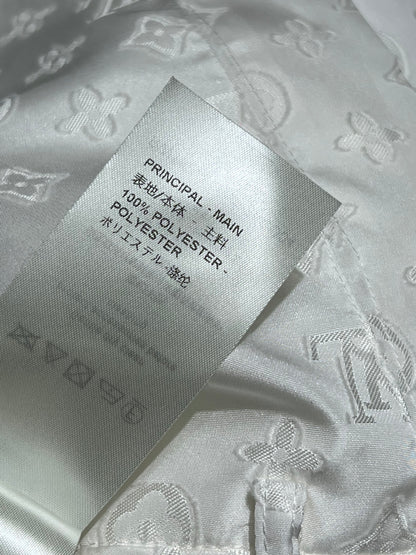 PRINCIPAL - MAIN
表地/本体 - 主料
100% POLYESTER -
POLYESTER
ポリエステル -涤纶